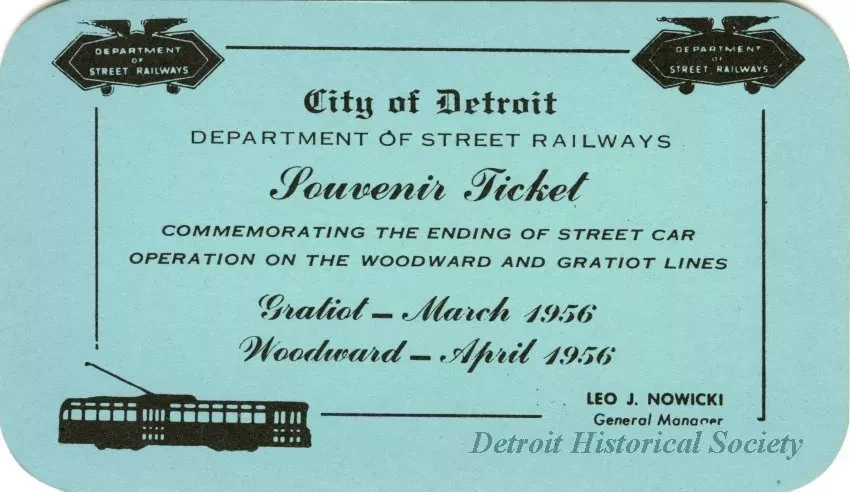 DEPARTMENT
OF
STREET RAILWAYS
DEPARTMENT
OF
STREET RAILWAYS
City of Detroit
DEPARTMENT OF STREET RAILWAYS
Souvenir Ticket
COMMEMORATING THE ENDING OF STREET CAR
OPERATION ON THE WOODWARD AND GRATIOT LINES
Gratiot — March 1956
Woodward — April 1956
LEO J. NOWICKI
General Manager
Detroit Historical Society